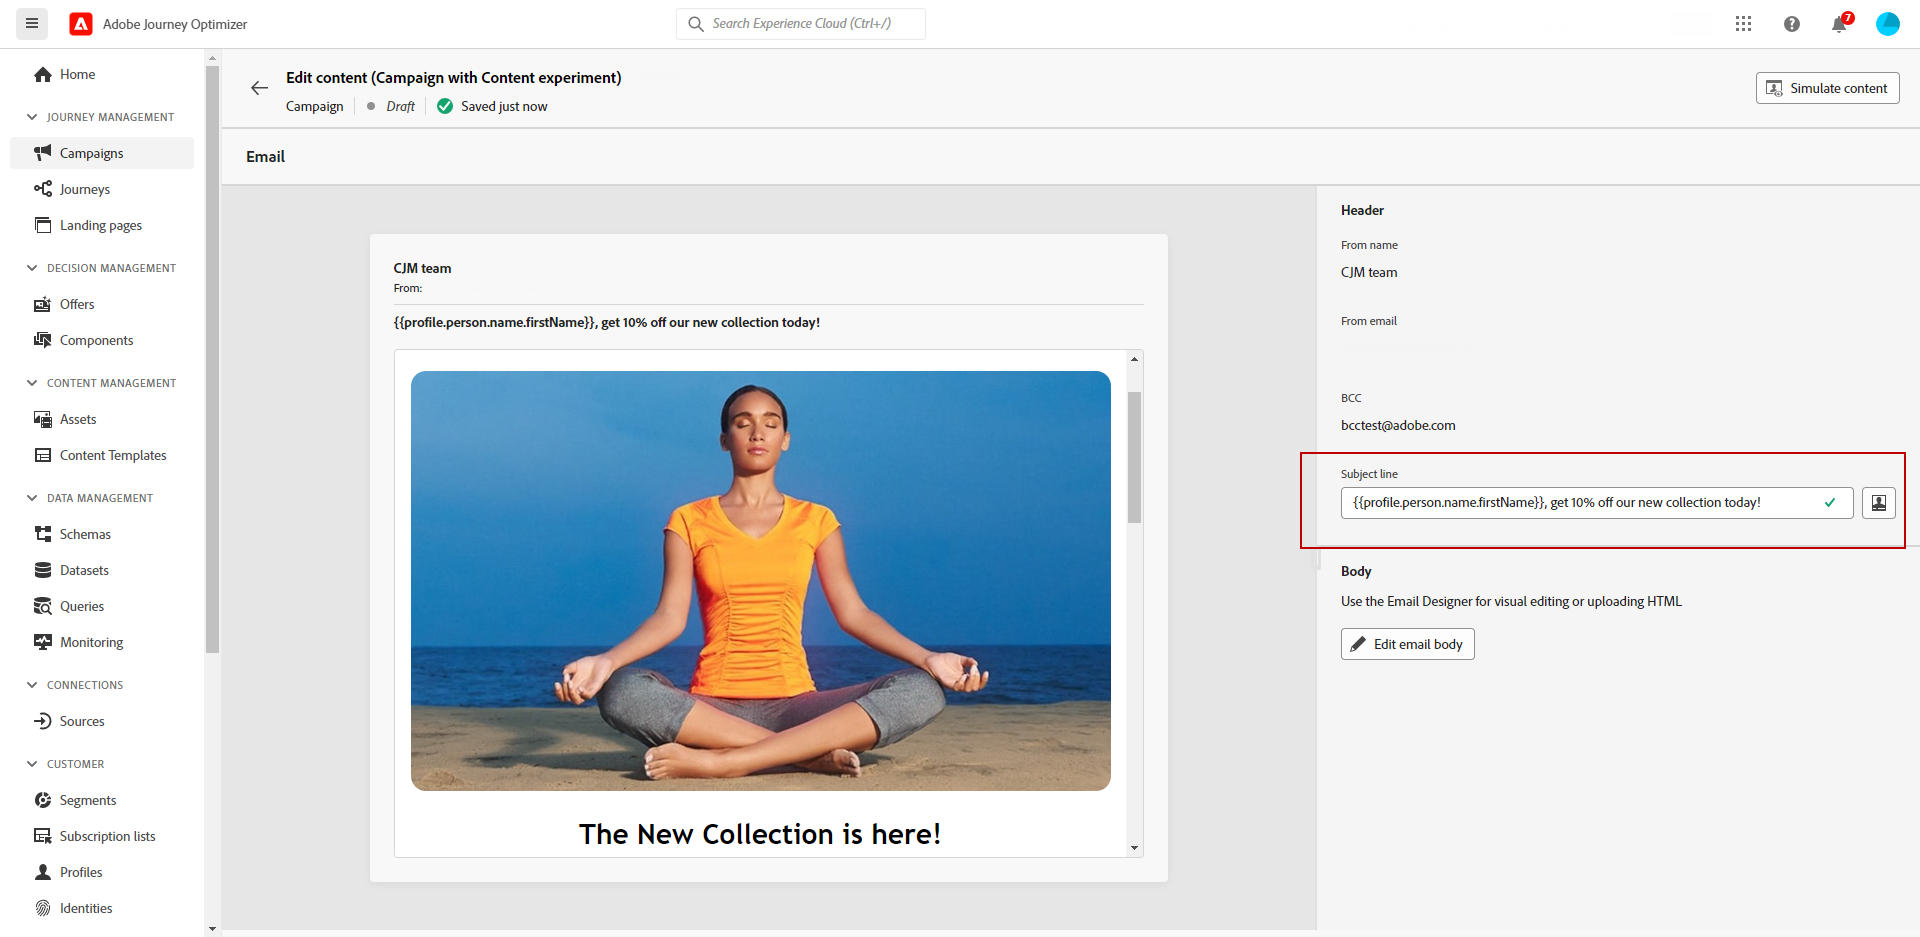 Adobe Journey Optimizer
Search Experience Cloud (Ctrl+/)
7
Home
JOURNEY MANAGEMENT
Campaigns
Journeys
Landing pages
DECISION MANAGEMENT
Offers
Components
CONTENT MANAGEMENT
Assets
Content Templates
DATA MANAGEMENT
Schemas
Datasets
Queries
Monitoring
CONNECTIONS
Sources
CUSTOMER
Segments
Subscription lists
Profiles
Identities
Edit content (Campaign with Content experiment)
Campaign Draft Saved just now
Simulate content
Email
CJM team
From:
{{profile.person.name.firstName}}, get 10% off our new collection today!
The New Collection is here!
Header
From name
CJM team
From email
BCC
bcctest@adobe.com
Subject line
{{profile.person.name.firstName}}, get 10% off our new collection today!
Body
Use the Email Designer for visual editing or uploading HTML
Edit email body